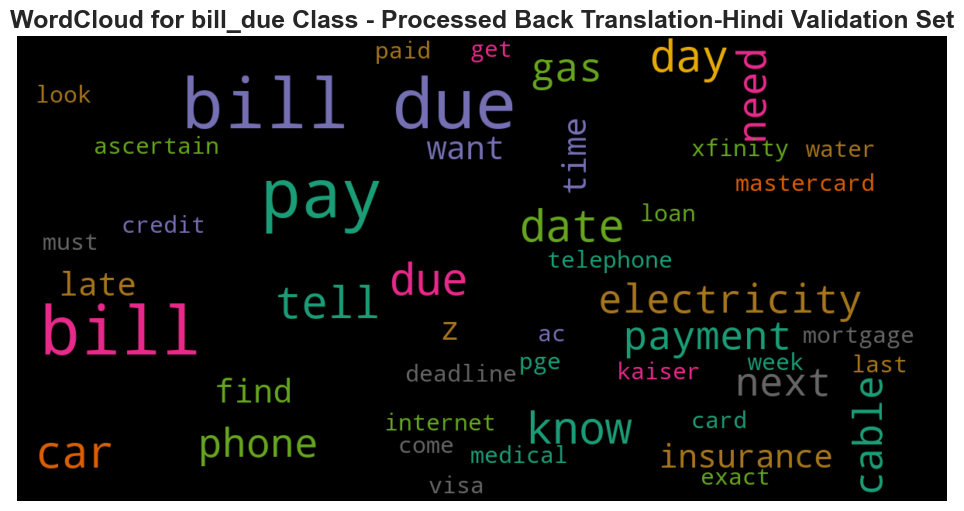 WordCloud for bill_due Class - Processed Back Translation-Hindi Validation Set
paid get gas day need
look bill due
ascertain want time xfinity water
pay mastercard
credit date loan
must telephone
late tell due electricity
bill z ac payment mortgage
deadline pge kaiser week last
find next cable
phone internet know card
car come medical insurance
visa exact